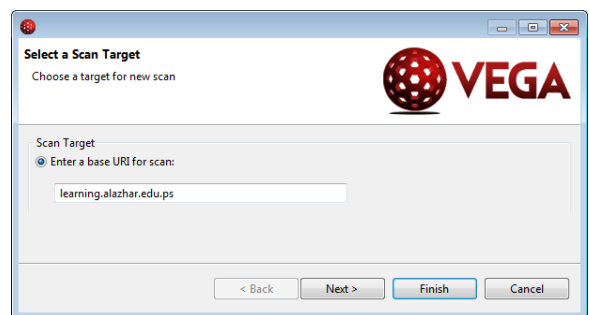 Select a Scan Target
Choose a target for new scan
VEGA
Scan Target
Enter a base URI for scan:
learning.alazhar.edu.ps
< Back Next > Finish Cancel